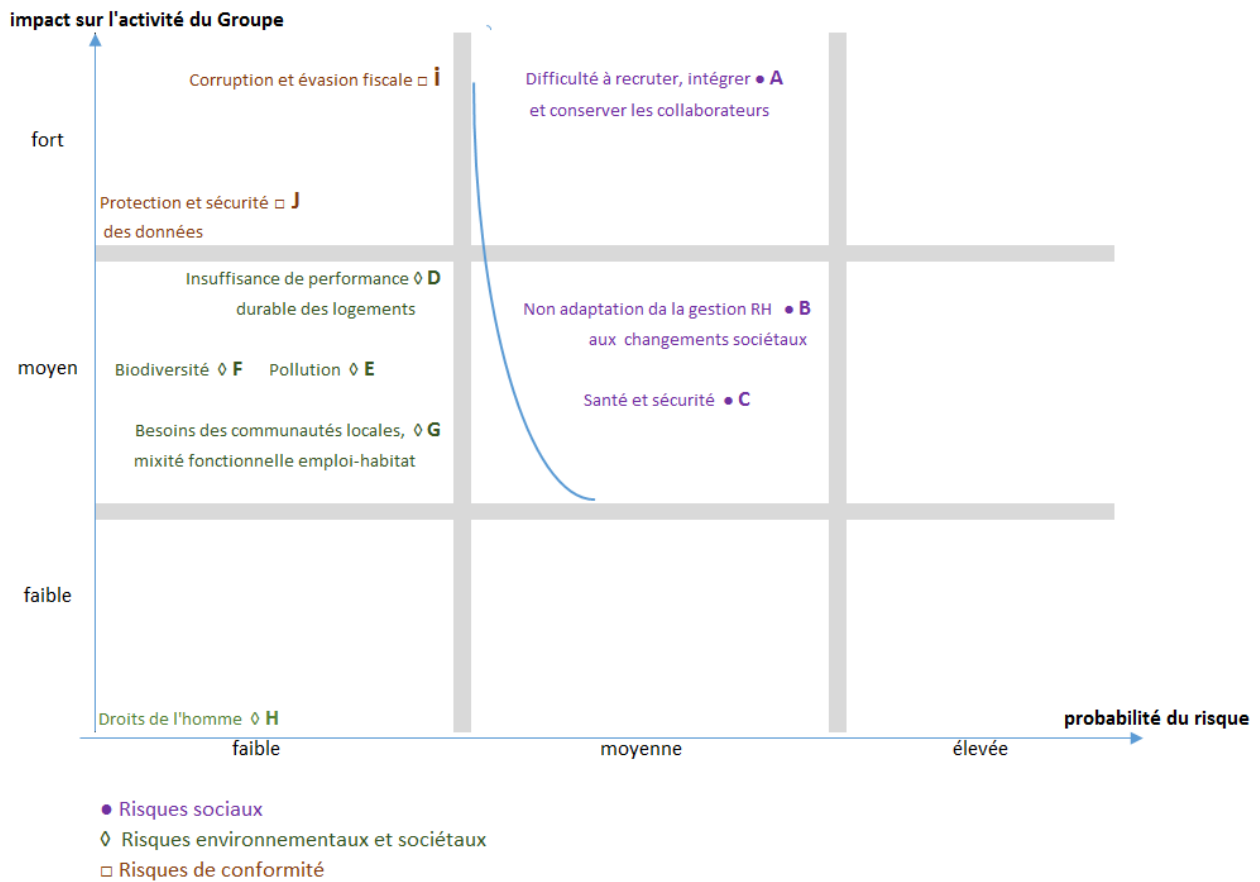 impact sur l'activité du Groupe
Corruption et évasion fiscale □ i
Difficulté à recruter, intégrer ● A
et conserver les collaborateurs
fort
Protection et sécurité □ J
des données
Insuffisance de performance ◊ D
durable des logements
Non adaptation da la gestion RH ● B
aux changements sociétaux
moyen
Biodiversité ◊ F
Pollution ◊ E
Santé et sécurité ● C
Besoins des communautés locales, ◊ G
mixité fonctionnelle emploi-habitat
faible
Droits de l'homme ◊ H
probabilité du risque
faible
moyenne
élevée
● Risques sociaux
◊ Risques environnementaux et sociétaux
□ Risques de conformité